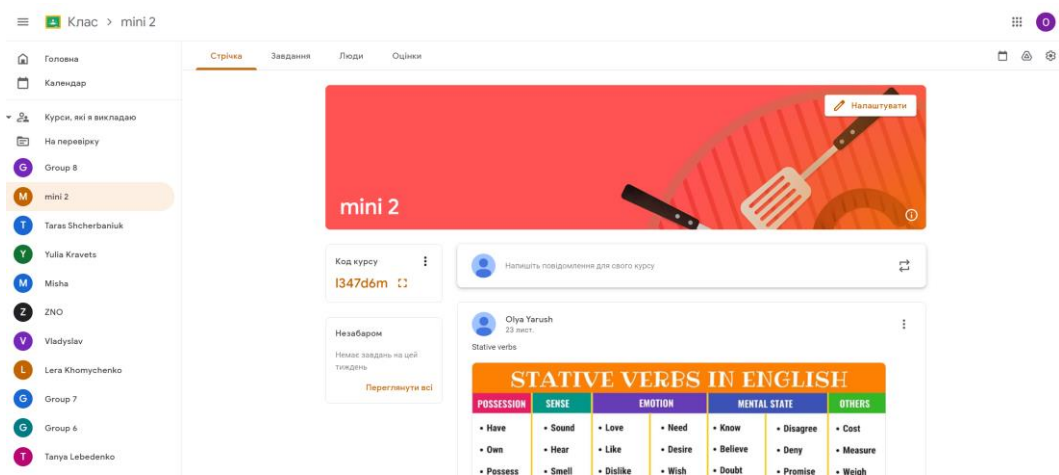 Клас > mini 2
O
Головна
Календар
Курси, які я викладаю
На перевірку
G Group 8
M mini 2
T Taras Shcherbaniuk
Y Yulia Kravets
M Misha
Z ZNO
V Vladyslav
L Lera Khomychenko
G Group 7
G Group 6
T Tanya Lebedenko
Стрічка Завдання Люди Оцінки
Налаштувати
mini 2
Код курсу
l347d6m
Незабаром
Немає завдань на цей
тиждень
Переглянути всі
Напишіть повідомлення для свого курсу
Olya Yarush
23 лист.
Stative verbs
STATIVE VERBS IN ENGLISH
POSSESSION SENSE EMOTION MENTAL STATE OTHERS
• Have • Sound • Love • Need • Know • Disagree • Cost
• Own • Hear • Like • Desire • Believe • Deny • Measure
• Possess • Smell • Dislike • Wish • Doubt • Promise • Weigh